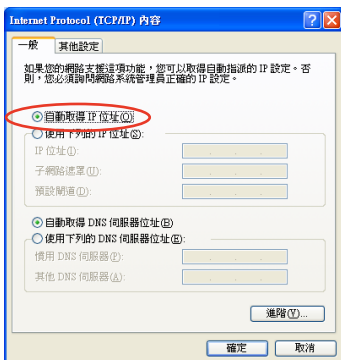 Internet Protocol (TCP/IP) 內容
一般 其他設定
如果您的網路支援這項功能，您可以取得自動指派的 IP 設定。否
則，您必須詢問網路系統管理員正確的 IP 設定。
自動取得 IP 位址(O)
使用下列的 IP 位址(S):
IP 位址(I):
子網路遮罩(U):
預設閘道(D):
自動取得 DNS 伺服器位址(B)
使用下列的 DNS 伺服器位址(E):
慣用 DNS 伺服器(P):
其他 DNS 伺服器(A):
進階(V)...
確定 取消